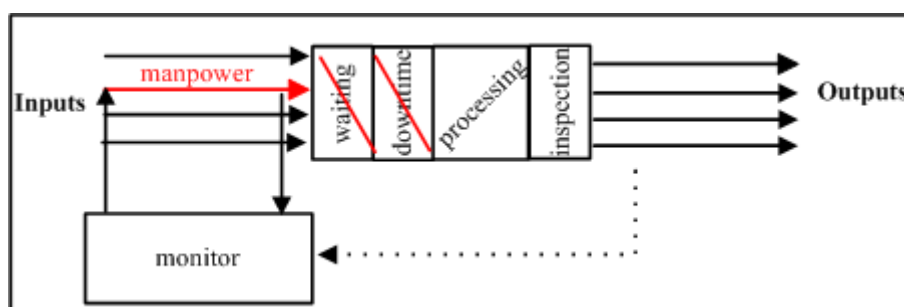 manpower
Inputs
waiting
downtime
processing
inspection
Outputs
monitor